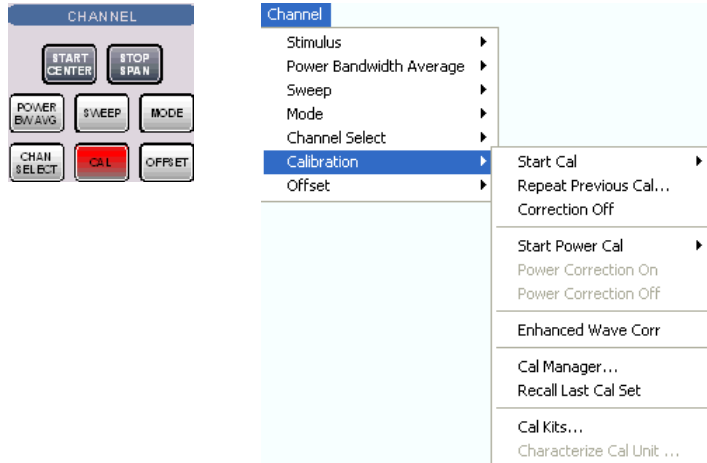 CHANNEL
START CENTER
STOP SPAN
POWER BW AVG
SWEEP
MODE
CHAN SELECT
CAL
OFFSET
Channel
Stimulus
Power Bandwidth Average
Sweep
Mode
Channel Select
Calibration
Offset
Start Cal
Repeat Previous Cal...
Correction Off
Start Power Cal
Power Correction On
Power Correction Off
Enhanced Wave Corr
Cal Manager...
Recall Last Cal Set
Cal Kits...
Characterize Cal Unit ...